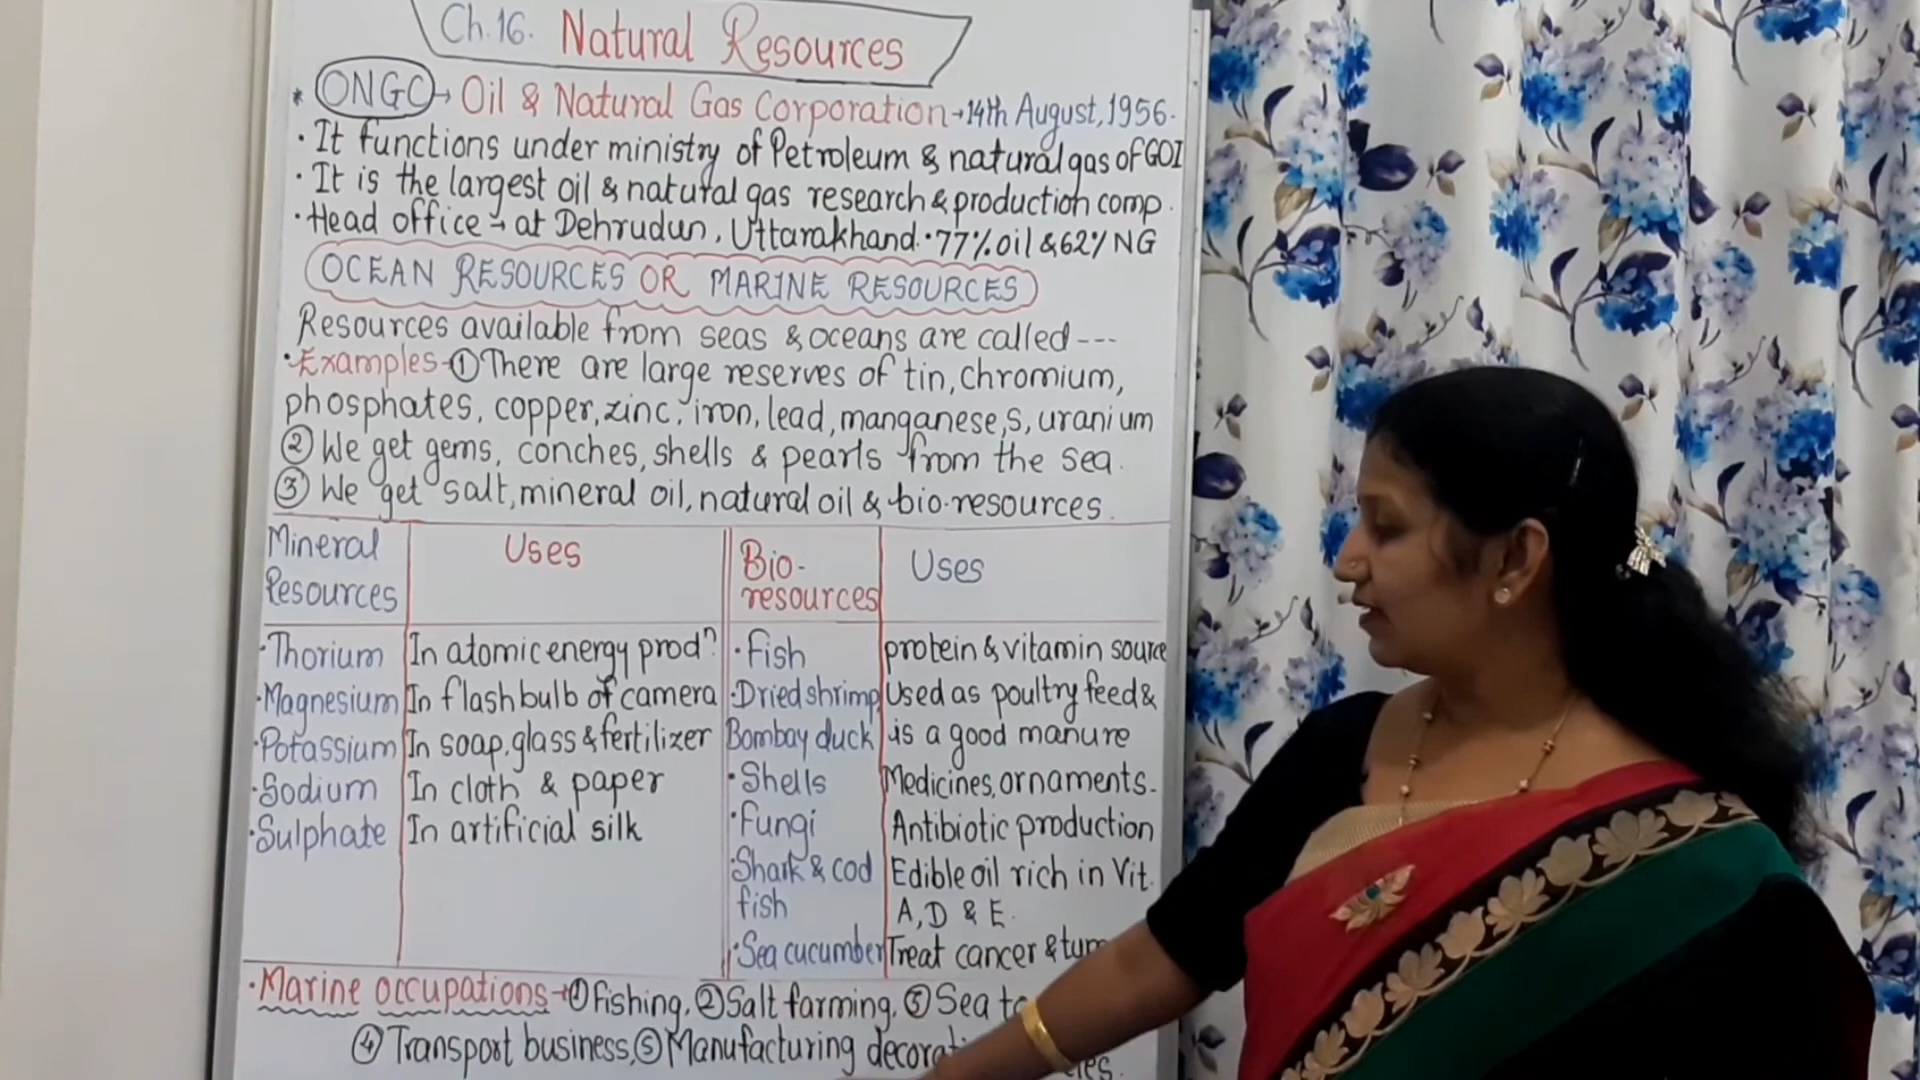 Ch.16. Natural Resources
* ONGC → Oil & Natural Gas Corporation → 14th August, 1956.
· It functions under ministry of Petroleum & natural gas of GOI
· It is the largest oil & natural gas research & production comp.
· Head office → at Dehrudun, Uttarakhand. · 77% oil & 62% NG
OCEAN RESOURCES OR MARINE RESOURCES
Resources available from seas & oceans are called ---
· Examples - ① There are large reserves of tin, chromium,
phosphates, copper, zinc, iron, lead, manganese, s, uranium
② We get gems, conches, shells & pearls from the sea.
③ We get salt, mineral oil, natural oil & bio-resources.
Mineral Resources | Uses | Bio-resources | Uses
· Thorium | In atomic energy prodⁿ | · Fish | protein & vitamin source
· Magnesium | In flash bulb of camera | · Dried shrimp | Used as poultry feed &
· Potassium | In soap, glass & fertilizer | Bombay duck | is a good manure
· Sodium | In cloth & paper | · Shells | Medicines, ornaments.
· Sulphate | In artificial silk | · Fungi | Antibiotic production
· Shark & cod | Edible oil rich in Vit.
fish | A, D & E.
· Sea cucumber | Treat cancer &
· Marine occupations → ① Fishing, ② Salt farming, ③ Sea
④ Transport business, ⑤ Manufacturing